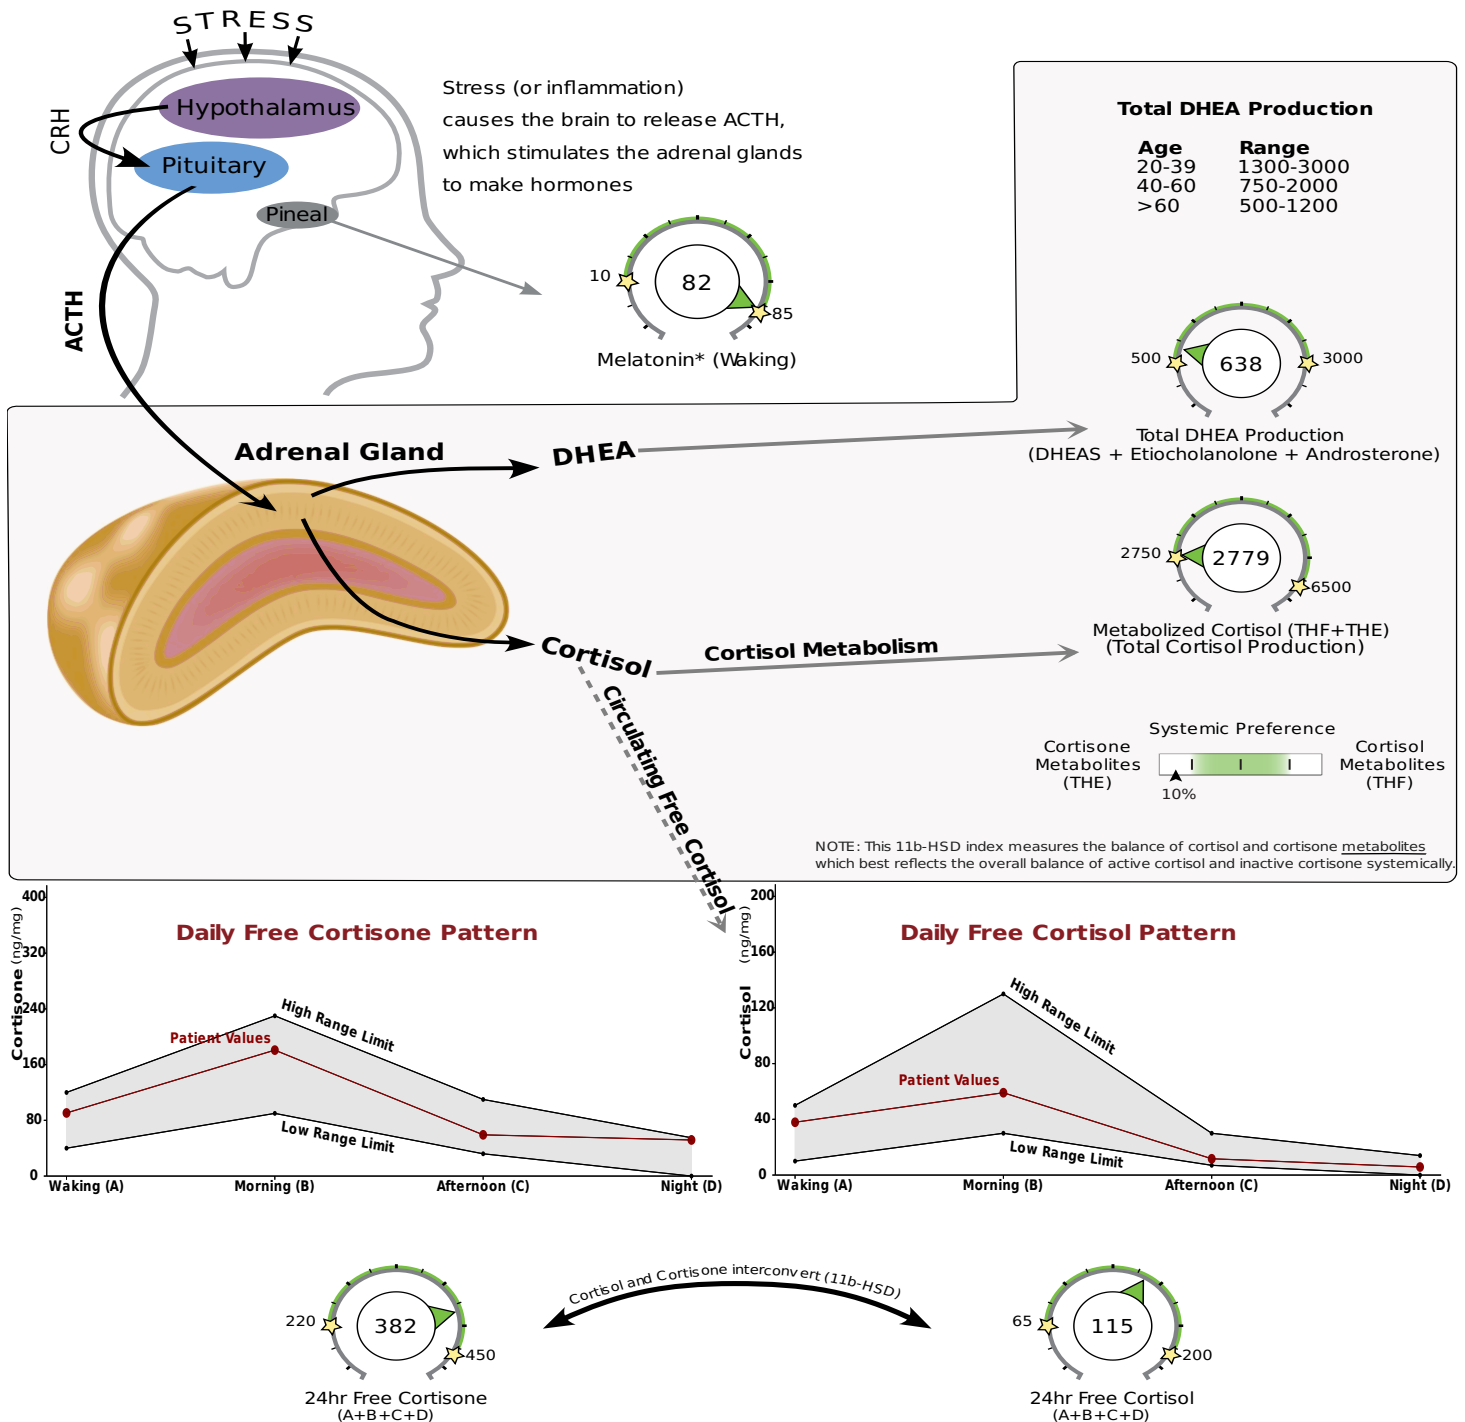 STRESS
Hypothalamus
CRH
Pituitary
Pineal
ACTH
Stress (or inflammation)
causes the brain to release ACTH,
which stimulates the adrenal glands
to make hormones
10
82
85
Melatonin* (Waking)
Total DHEA Production
Age Range
20-39 1300-3000
40-60 750-2000
>60 500-1200
500
638
3000
Total DHEA Production
(DHEAS + Etiocholanolone + Androsterone)
Adrenal Gland
DHEA
2750
2779
6500
Metabolized Cortisol (THF+THE)
(Total Cortisol Production)
Cortisol
Cortisol Metabolism
Circulating Free Cortisol
Systemic Preference
Cortisone
Metabolites
(THE)
10%
Cortisol
Metabolites
(THF)
NOTE: This 11b-HSD index measures the balance of cortisol and cortisone metabolites
which best reflects the overall balance of active cortisol and inactive cortisone systemically.
Daily Free Cortisone Pattern
Cortisone (ng/mg)
400
320
240
160
80
0
High Range Limit
Patient Values
Low Range Limit
Waking (A)
Morning (B)
Afternoon (C)
Night (D)
Daily Free Cortisol Pattern
Cortisol (ng/mg)
200
160
120
80
40
0
High Range Limit
Patient Values
Low Range Limit
Waking (A)
Morning (B)
Afternoon (C)
Night (D)
220
382
450
24hr Free Cortisone
(A+B+C+D)
Cortisol and Cortisone interconvert (11b-HSD)
65
115
200
24hr Free Cortisol
(A+B+C+D)